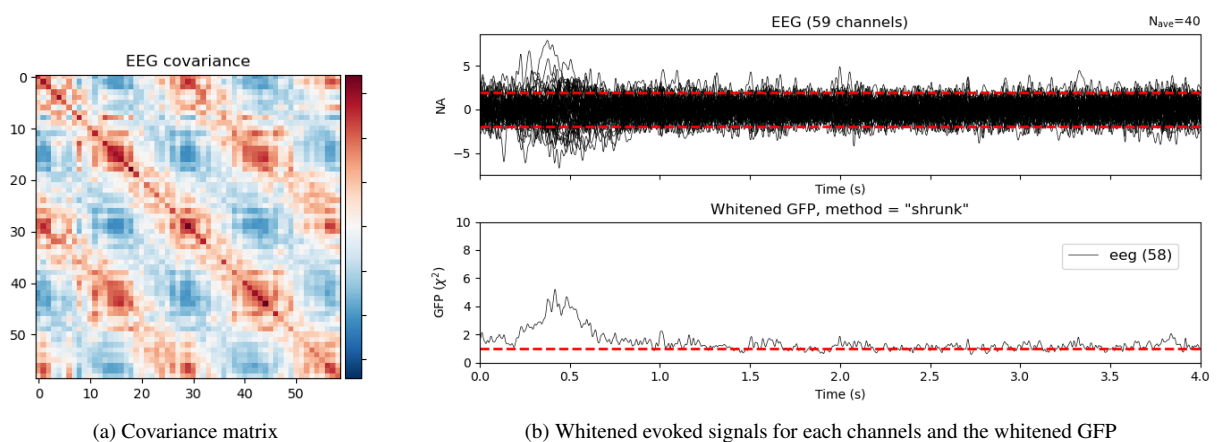 EEG covariance
0
10
20
30
40
50
0 10 20 30 40 50
(a) Covariance matrix
EEG (59 channels) N_ave=40
5
0
−5
NA
Time (s)
Whitened GFP, method = "shrunk"
10
8
6
4
2
0
GFP (χ²)
eeg (58)
0.0 0.5 1.0 1.5 2.0 2.5 3.0 3.5 4.0
Time (s)
(b) Whitened evoked signals for each channels and the whitened GFP